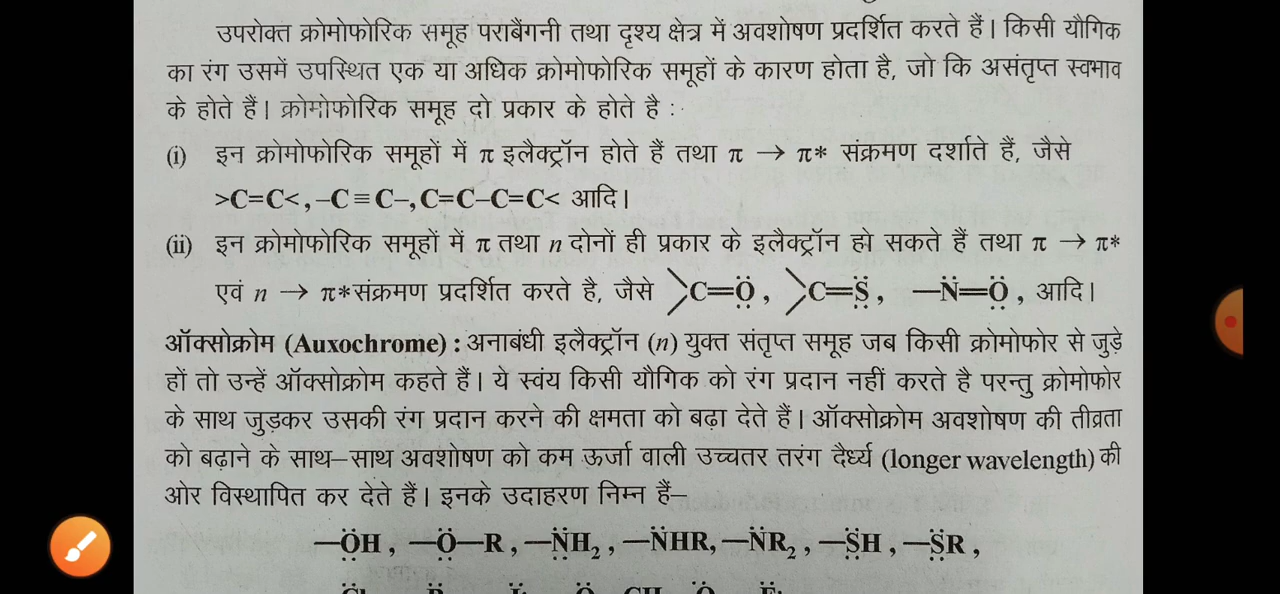 उपरोक्त क्रोमोफोरिक समूह पराबैंगनी तथा दृश्य क्षेत्र में अवशोषण प्रदर्शित करते हैं। किसी यौगिक
का रंग उसमें उपस्थित एक या अधिक क्रोमोफोरिक समूहों के कारण होता है, जो कि असंतृप्त स्वभाव
के होते हैं। क्रोमोफोरिक समूह दो प्रकार के होते है :
(i) इन क्रोमोफोरिक समूहों में π इलैक्ट्रॉन होते हैं तथा π → π* संक्रमण दर्शाते हैं, जैसे
>C=C<, –C≡C–, C=C–C=C< आदि।
(ii) इन क्रोमोफोरिक समूहों में π तथा n दोनों ही प्रकार के इलैक्ट्रॉन हो सकते हैं तथा π → π*
एवं n → π* संक्रमण प्रदर्शित करते है, जैसे >C=Ö̤, >C=S̤̈, —N̈=Ö̤, आदि।
ऑक्सोक्रोम (Auxochrome) : अनाबंधी इलैक्ट्रॉन (n) युक्त संतृप्त समूह जब किसी क्रोमोफोर से जुड़े
हों तो उन्हें ऑक्सोक्रोम कहते हैं। ये स्वंय किसी यौगिक को रंग प्रदान नहीं करते है परन्तु क्रोमोफोर
के साथ जुड़कर उसकी रंग प्रदान करने की क्षमता को बढ़ा देते हैं। ऑक्सोक्रोम अवशोषण की तीव्रता
को बढ़ाने के साथ–साथ अवशोषण को कम ऊर्जा वाली उच्चतर तरंग दैर्ध्य (longer wavelength) की
ओर विस्थापित कर देते हैं। इनके उदाहरण निम्न हैं–
—Ö̤H, Ö̤—R, —N̈H₂, —N̈HR, —N̈R₂, —S̤̈H, —S̤̈R,